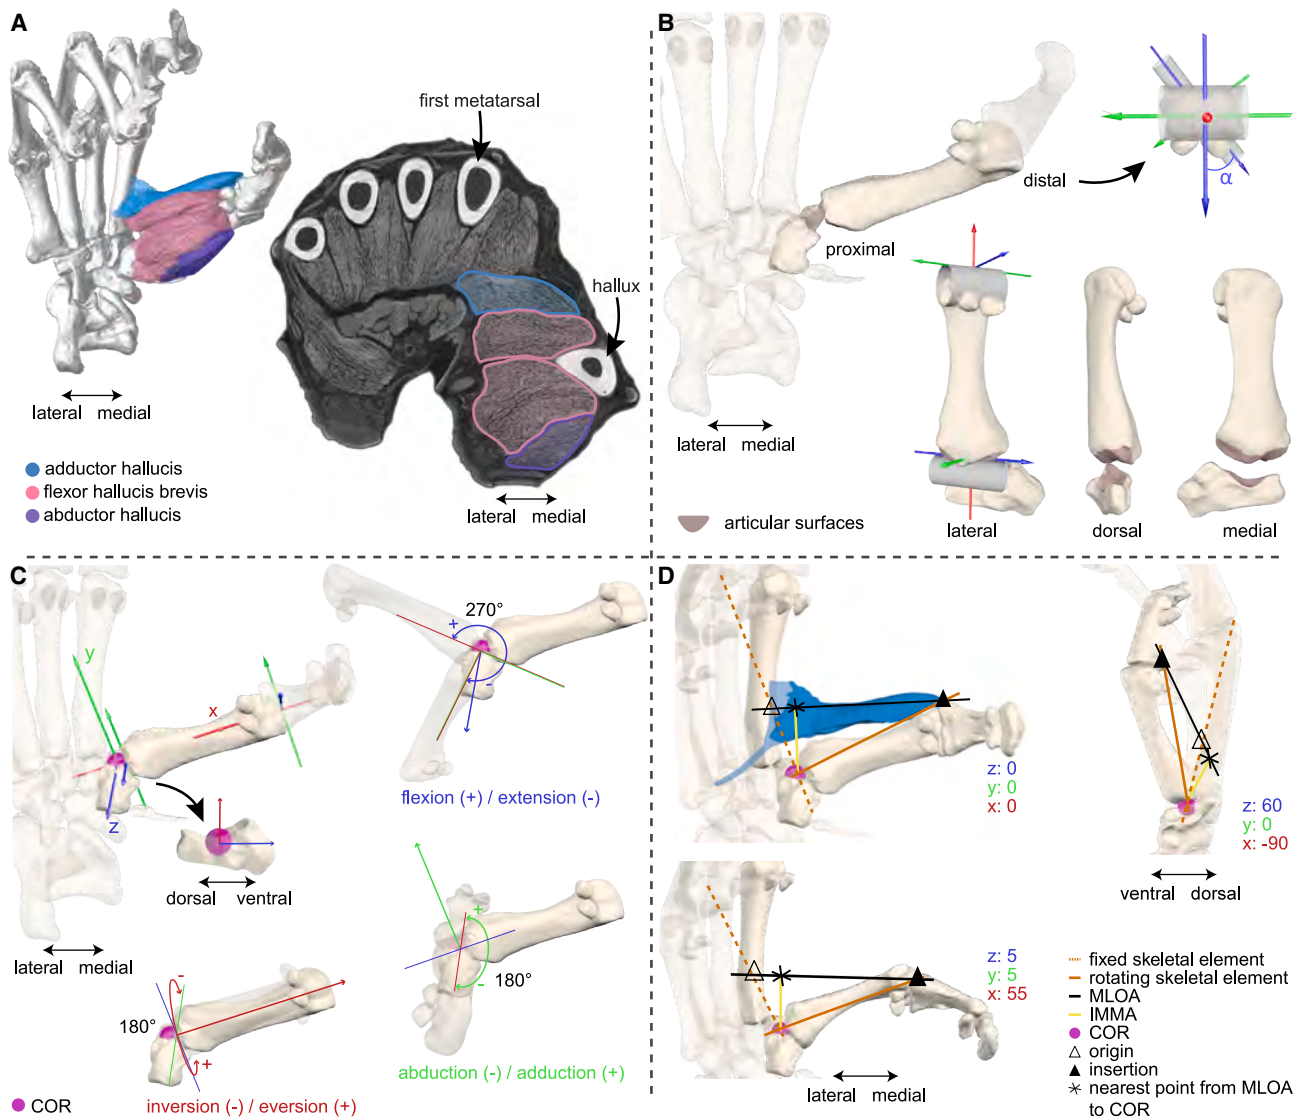 A
first metatarsal
hallux
lateral medial
lateral medial
adductor hallucis
flexor hallucis brevis
abductor hallucis
B
distal
α
proximal
lateral medial
articular surfaces
lateral
dorsal
medial
C
y
x
z
270°
+
-
flexion (+) / extension (-)
dorsal ventral
lateral medial
+
-
180°
abduction (-) / adduction (+)
-
180°
+
inversion (-) / eversion (+)
COR
D
z: 0
y: 0
x: 0
z: 60
y: 0
x: -90
ventral dorsal
z: 5
y: 5
x: 55
lateral medial
fixed skeletal element
rotating skeletal element
MLOA
IMMA
COR
origin
insertion
nearest point from MLOA
to COR